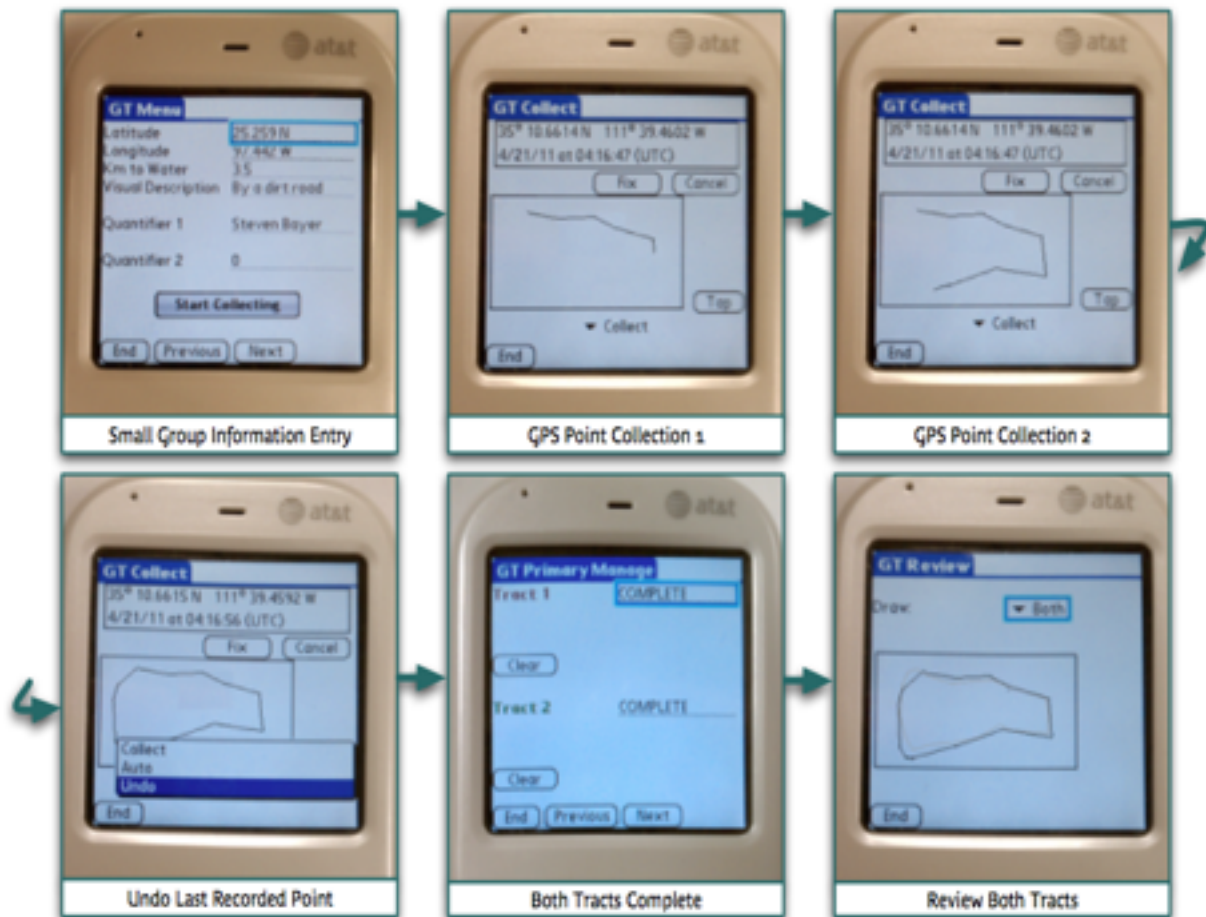 at&t
GT Menu
Latitude 35.259 N
Longitude 97.442 W
Km to Water 3.5
Visual Description By a dirt road
Quantifier 1 Steven Bayer
Quantifier 2 0
Start Collecting
End Previous Next
Small Group Information Entry
at&t
GT Collect
35° 10.6614 N 111° 39.4602 W
4/21/11 at 04:16:47 (UTC)
Fix Cancel
Tap
Collect
End
GPS Point Collection 1
at&t
GT Collect
35° 10.6614 N 111° 39.4602 W
4/21/11 at 04:16:47 (UTC)
Fix Cancel
Tap
Collect
End
GPS Point Collection 2
at&t
GT Collect
35° 10.6615 N 111° 39.4592 W
4/21/11 at 04:16:56 (UTC)
Fix Cancel
Collect
Auto
Undo
End
Undo Last Recorded Point
at&t
GT Primary Manage
Tract 1 COMPLETE
Clear
Tract 2 COMPLETE
Clear
End Previous Next
Both Tracts Complete
at&t
GT Review
Draw: Both
End
Review Both Tracts